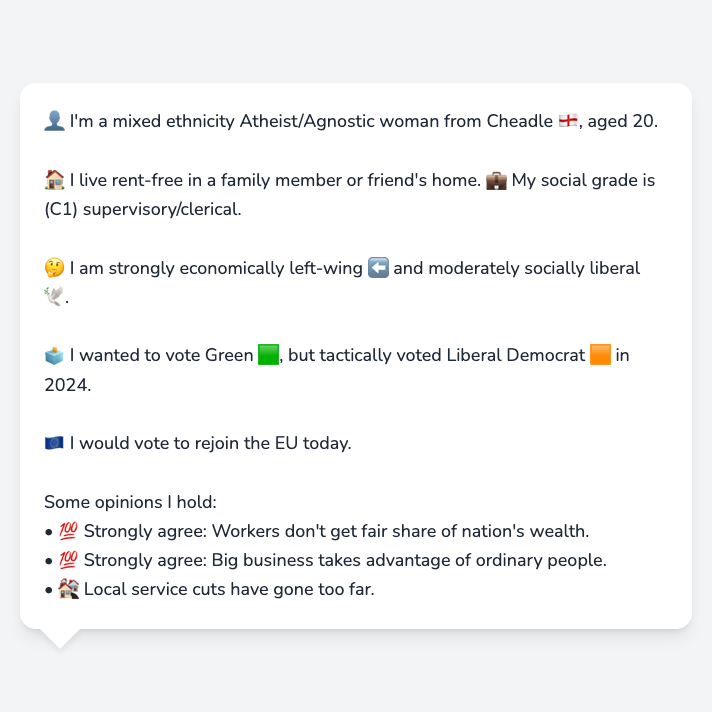 👤 I'm a mixed ethnicity Atheist/Agnostic woman from Cheadle 🏴󠁧󠁢󠁥󠁮󠁧󠁿, aged 20.
🏠 I live rent-free in a family member or friend's home. 💼 My social grade is
(C1) supervisory/clerical.
🤔 I am strongly economically left-wing ⬅️ and moderately socially liberal
🕊️.
🗳️ I wanted to vote Green 🟩, but tactically voted Liberal Democrat 🟧 in
2024.
🇪🇺 I would vote to rejoin the EU today.
Some opinions I hold:
• 💯 Strongly agree: Workers don't get fair share of nation's wealth.
• 💯 Strongly agree: Big business takes advantage of ordinary people.
• 🏚️ Local service cuts have gone too far.